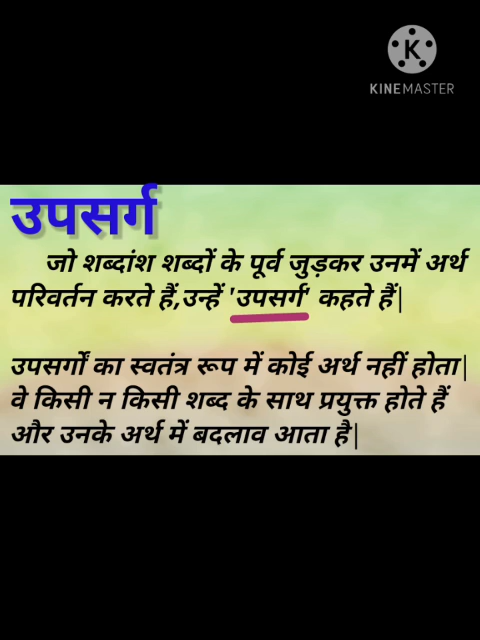 KINEMASTER
उपसर्ग
जो शब्दांश शब्दों के पूर्व जुड़कर उनमें अर्थ
परिवर्तन करते हैं,उन्हें 'उपसर्ग' कहते हैं|
उपसर्गों का स्वतंत्र रूप में कोई अर्थ नहीं होता|
वे किसी न किसी शब्द के साथ प्रयुक्त होते हैं
और उनके अर्थ में बदलाव आता है|